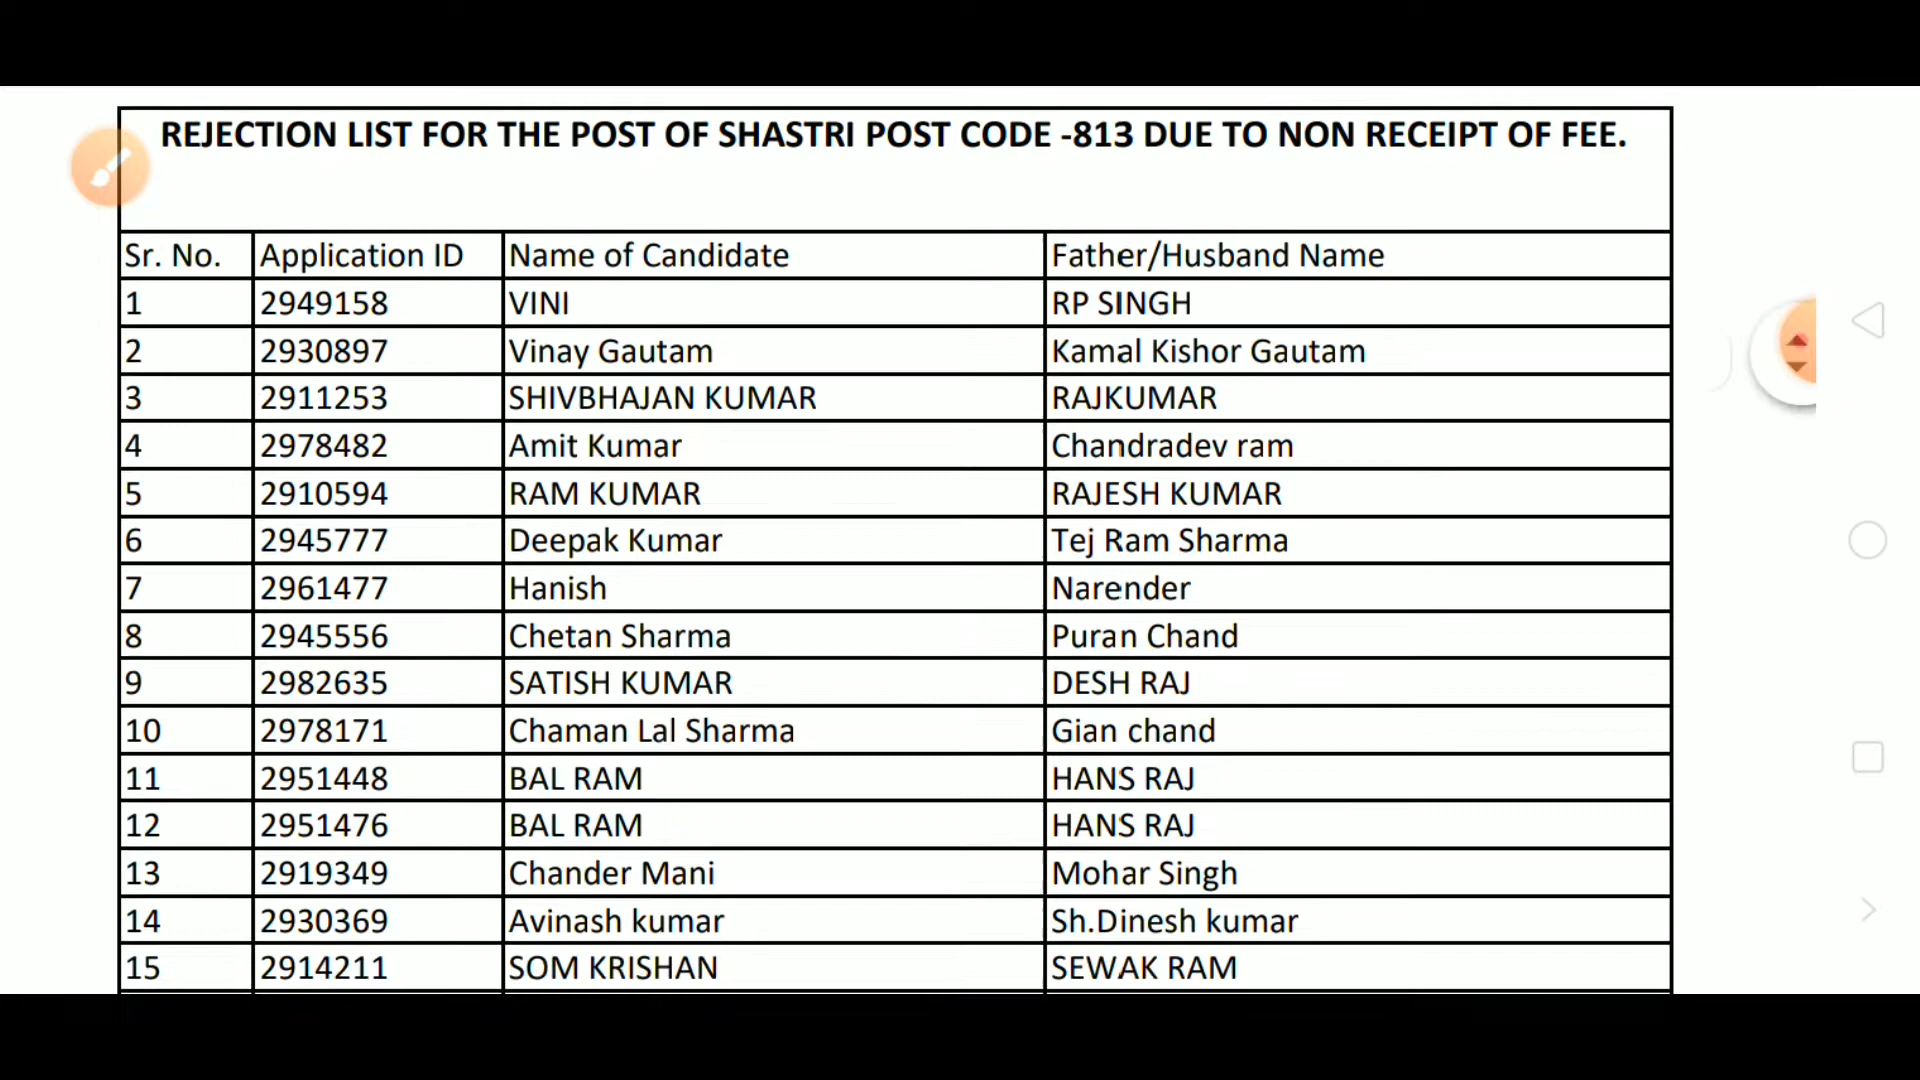 REJECTION LIST FOR THE POST OF SHASTRI POST CODE -813 DUE TO NON RECEIPT OF FEE.
Sr. No. Application ID Name of Candidate Father/Husband Name
1 2949158 VINI RP SINGH
2 2930897 Vinay Gautam Kamal Kishor Gautam
3 2911253 SHIVBHAJAN KUMAR RAJKUMAR
4 2978482 Amit Kumar Chandradev ram
5 2910594 RAM KUMAR RAJESH KUMAR
6 2945777 Deepak Kumar Tej Ram Sharma
7 2961477 Hanish Narender
8 2945556 Chetan Sharma Puran Chand
9 2982635 SATISH KUMAR DESH RAJ
10 2978171 Chaman Lal Sharma Gian chand
11 2951448 BAL RAM HANS RAJ
12 2951476 BAL RAM HANS RAJ
13 2919349 Chander Mani Mohar Singh
14 2930369 Avinash kumar Sh.Dinesh kumar
15 2914211 SOM KRISHAN SEWAK RAM